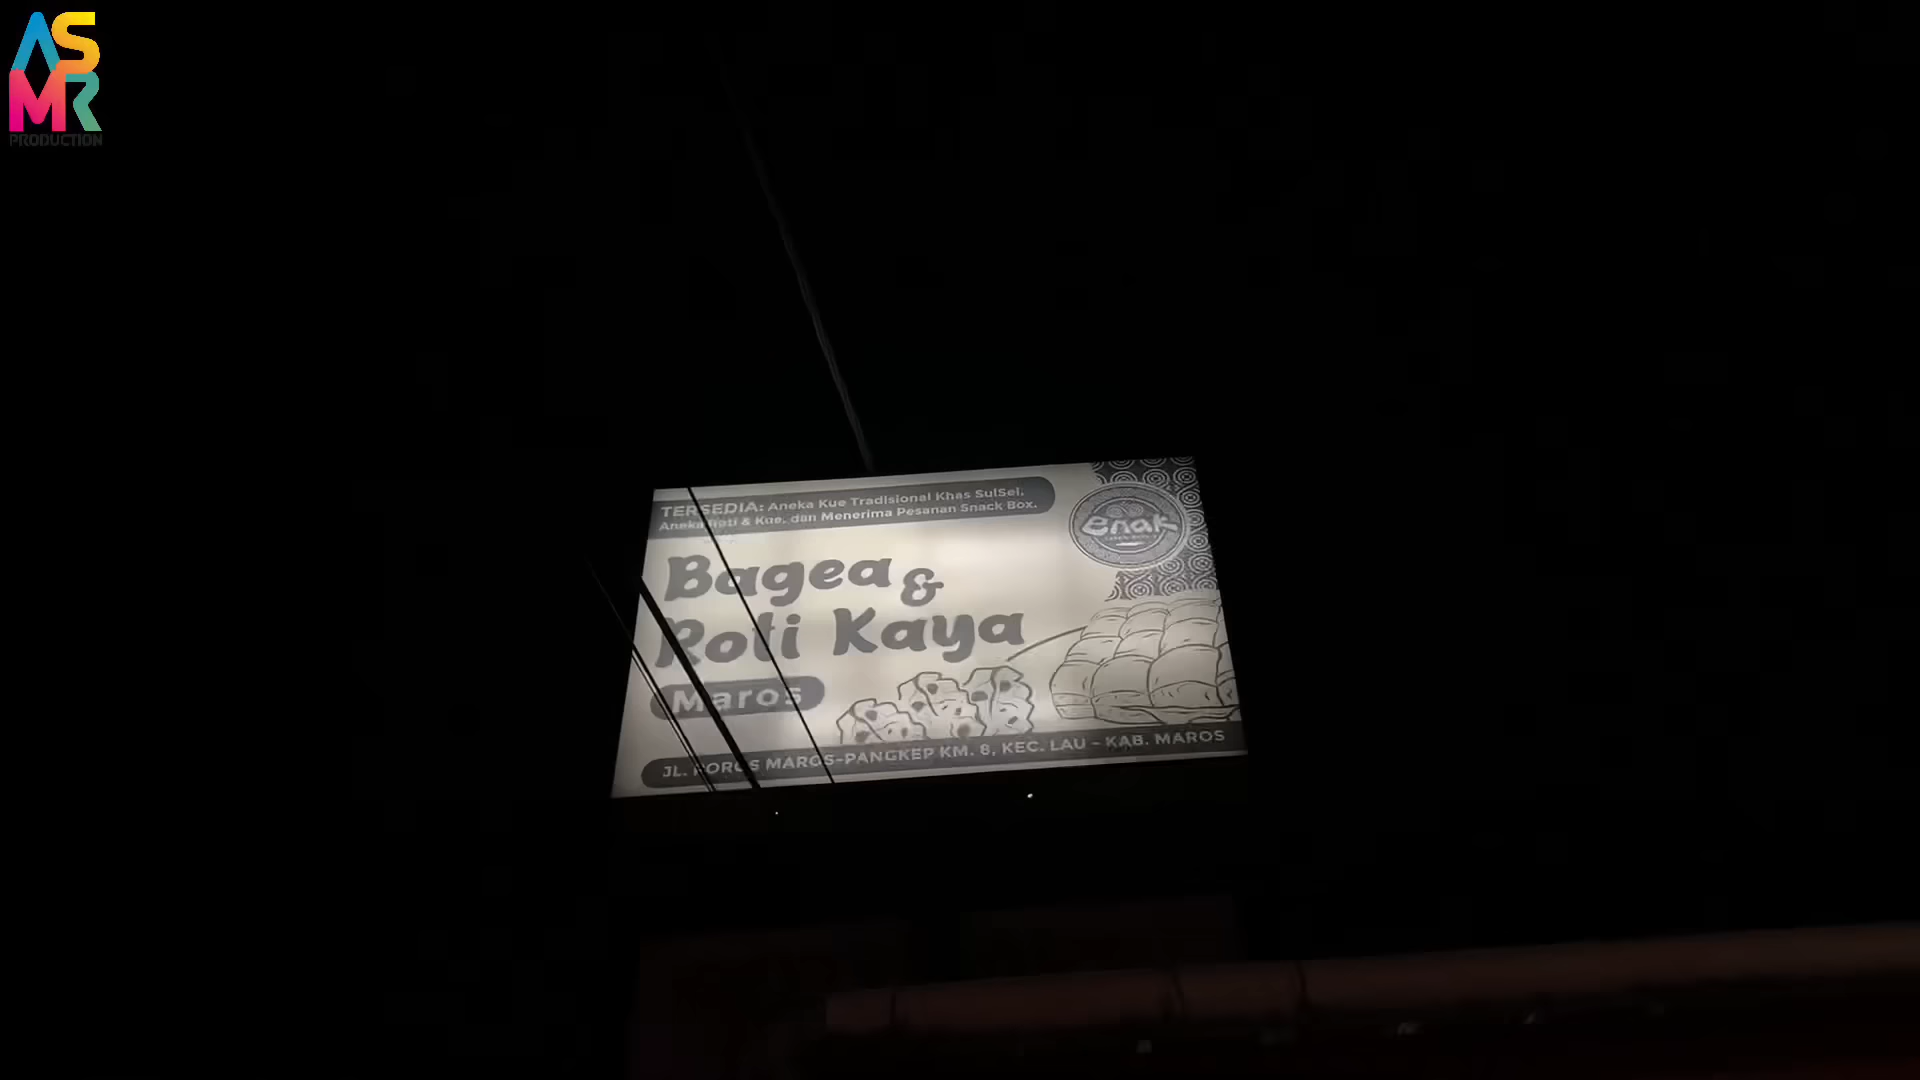 ASMR
PRODUCTION
TERSEDIA: Aneka Kue Tradisional Khas SulSel,
Aneka Roti & Kue, dan Menerima Pesanan Snack Box.
enak
Bagea &
Roti Kaya
Maros
JL. POROS MAROS-PANGKEP KM. 8, KEC. LAU - KAB. MAROS